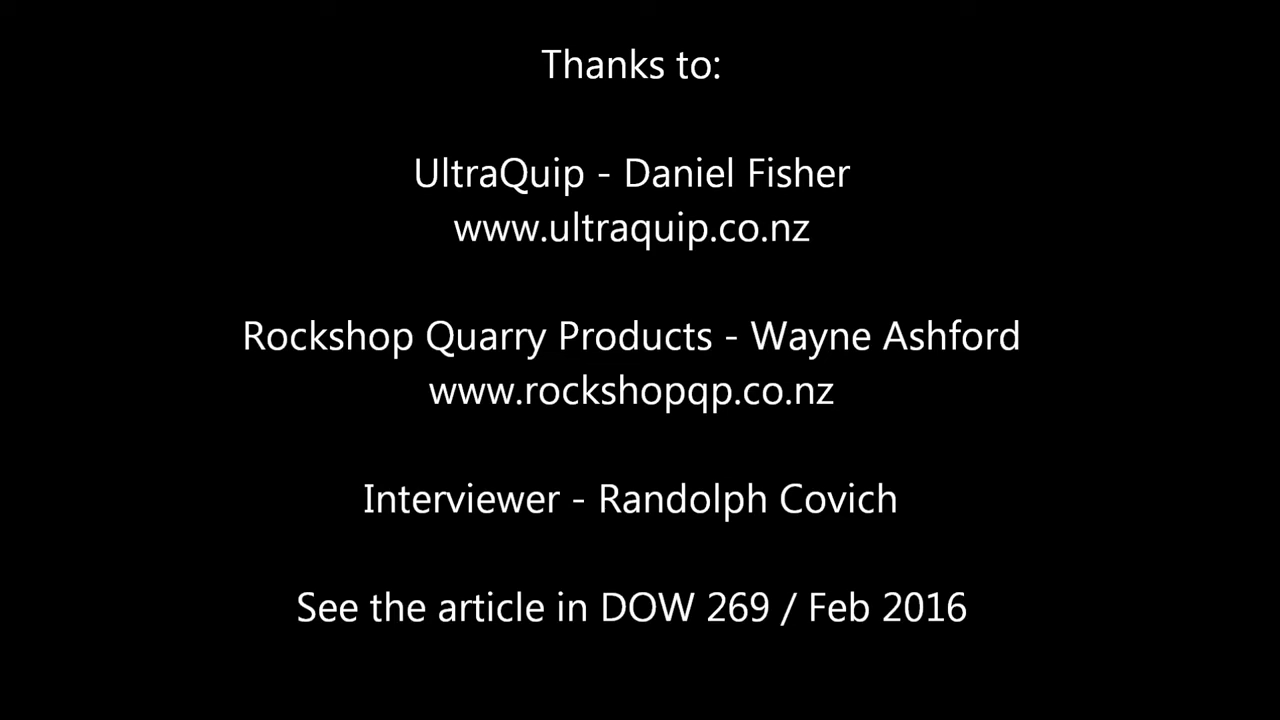 Thanks to:
UltraQuip - Daniel Fisher
www.ultraquip.co.nz
Rockshop Quarry Products - Wayne Ashford
www.rockshopqp.co.nz
Interviewer - Randolph Covich
See the article in DOW 269 / Feb 2016